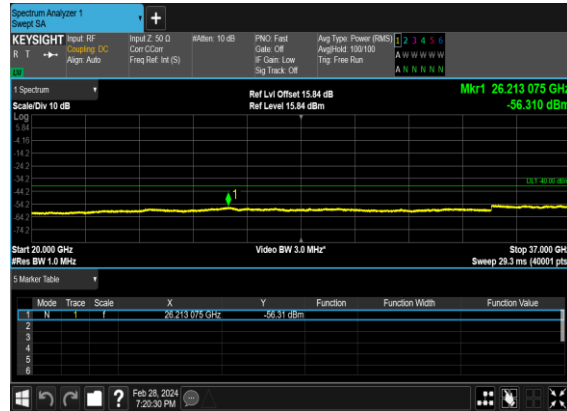 Spectrum Analyzer 1
Swept SA
KEYSIGHT Input: RF Input Z: 50 Ω #Atten: 10 dB PNO: Fast Avg Type: Power (RMS) 1 2 3 4 5 6
R T Coupling: DC Corr CCorr Gate: Off Avg|Hold: 100/100 A W W W W W
Align: Auto Freq Ref: Int (S) IF Gain: Low Trig: Free Run
Sig Track: Off A N N N N N
1 Spectrum Ref Lvl Offset 15.84 dB Mkr1 26.213 075 GHz
Scale/Div 10 dB Ref Level 15.84 dBm -56.310 dBm
Log
5.84
-4.16
-14.2
-24.2
-34.2
DL1 -40.00 dBm
-44.2
1
-54.2
-64.2
-74.2
Start 20.000 GHz Video BW 3.0 MHz* Stop 37.000 GHz
#Res BW 1.0 MHz Sweep 29.3 ms (40001 pts)
5 Marker Table
Mode Trace Scale X Y Function Function Width Function Value
1 N 1 f 26.213 075 GHz -56.31 dBm
2
3
4
5
6
? Feb 28, 2024
7:20:30 PM